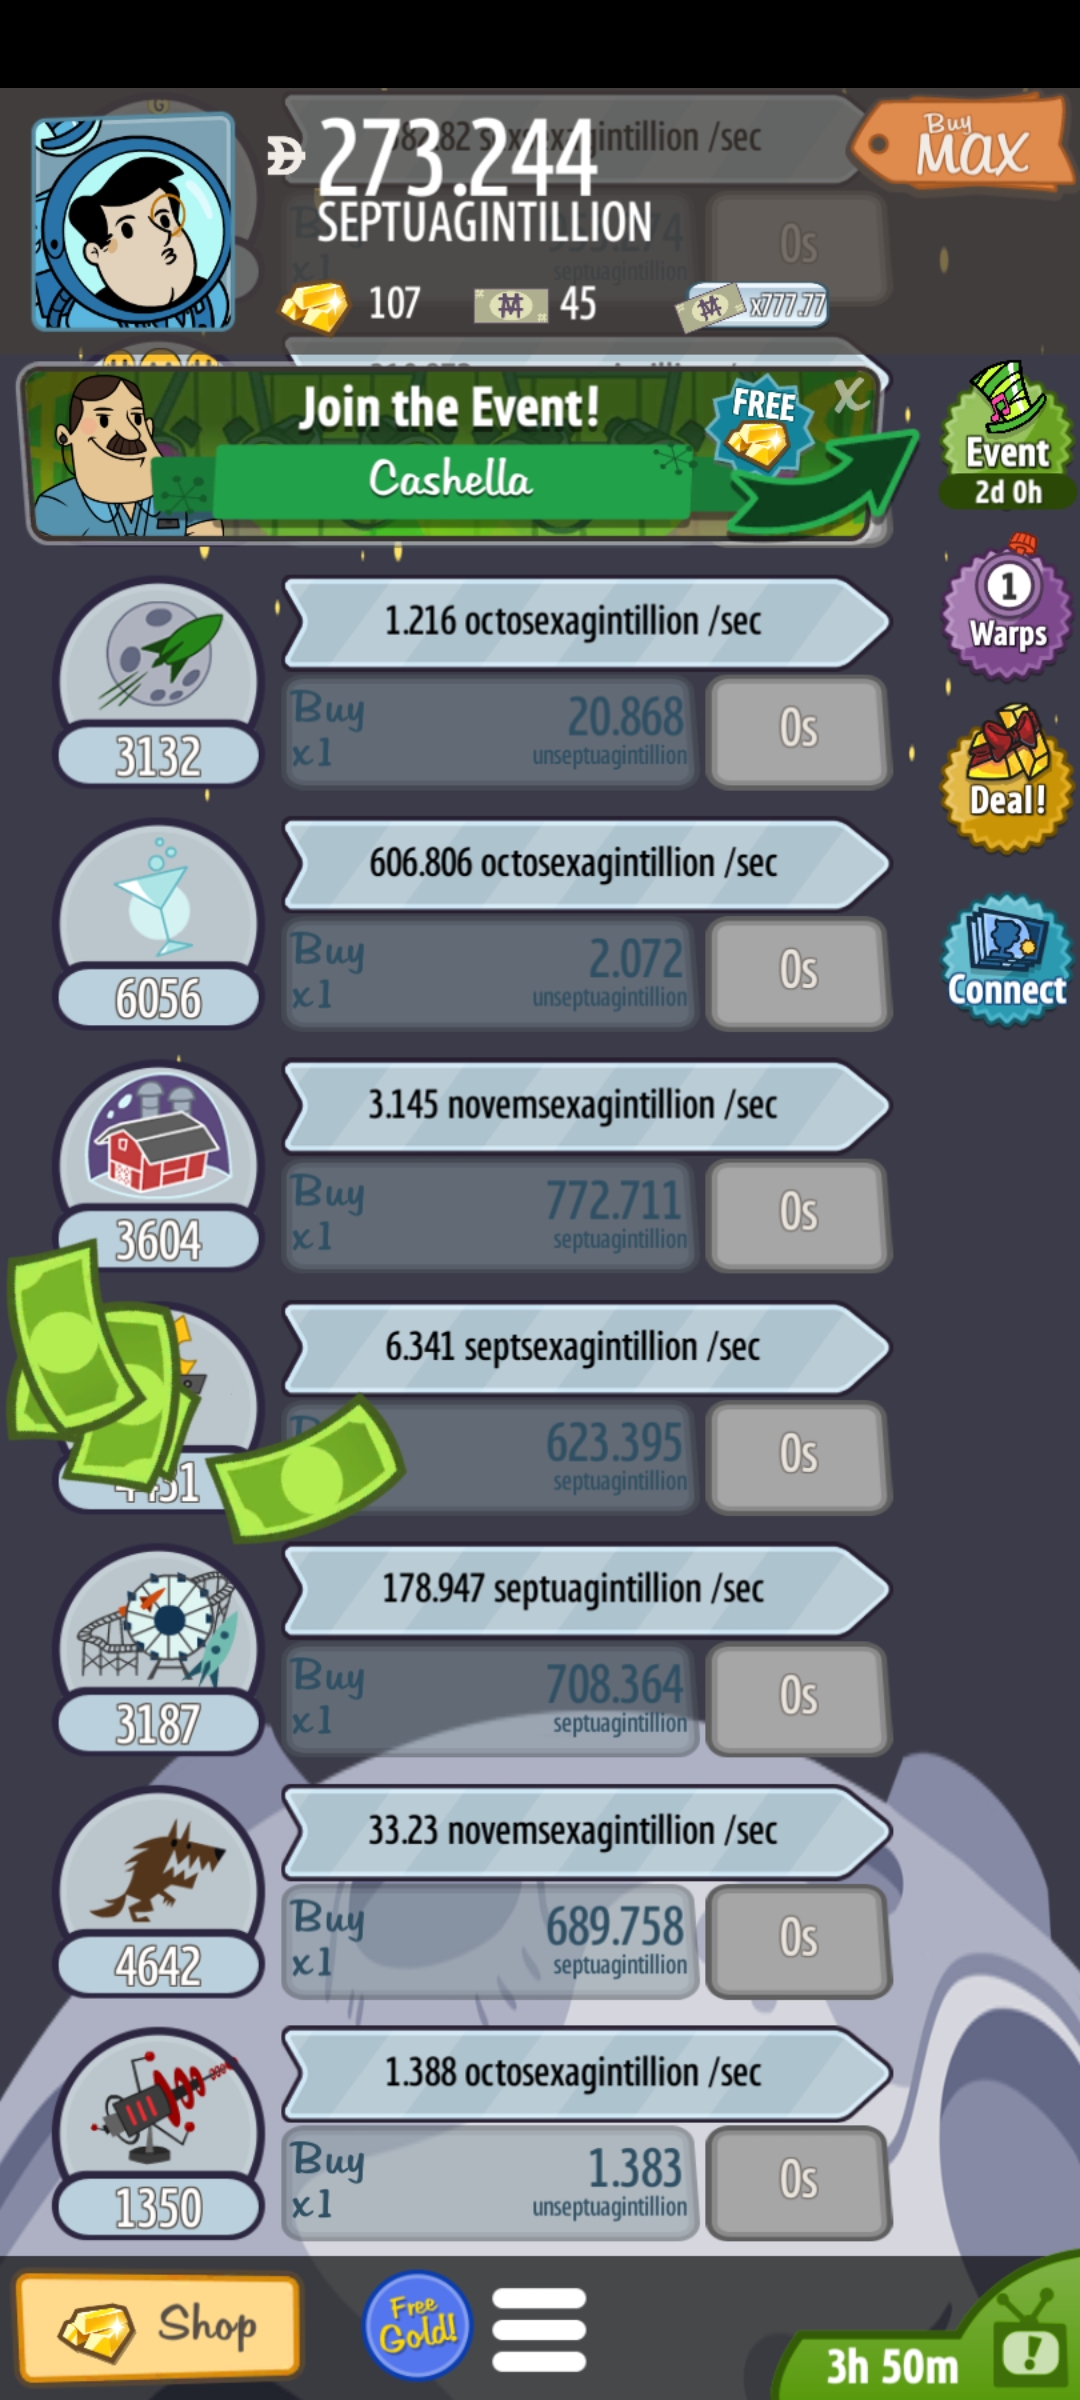 Buy
MAX
273.244
SEPTUAGINTILLION
/sec
0s
septuagintillion
107
45
x777.77
Join the Event!
FREE
X
Cashella
Event
2d 0h
1
Warps
Deal!
Connect
1.216 octosexagintillion /sec
Buy
x1
20.868
unseptuagintillion
0s
3132
606.806 octosexagintillion /sec
Buy
x1
2.072
unseptuagintillion
0s
6056
3.145 novemsexagintillion /sec
Buy
x1
772.711
septuagintillion
0s
3604
6.341 septsexagintillion /sec
x1
623.395
septuagintillion
0s
178.947 septuagintillion /sec
Buy
x1
708.364
septuagintillion
0s
3187
33.23 novemsexagintillion /sec
Buy
x1
689.758
septuagintillion
0s
4642
1.388 octosexagintillion /sec
Buy
x1
1.383
unseptuagintillion
0s
1350
Shop
Free
Gold!
3h 50m
!